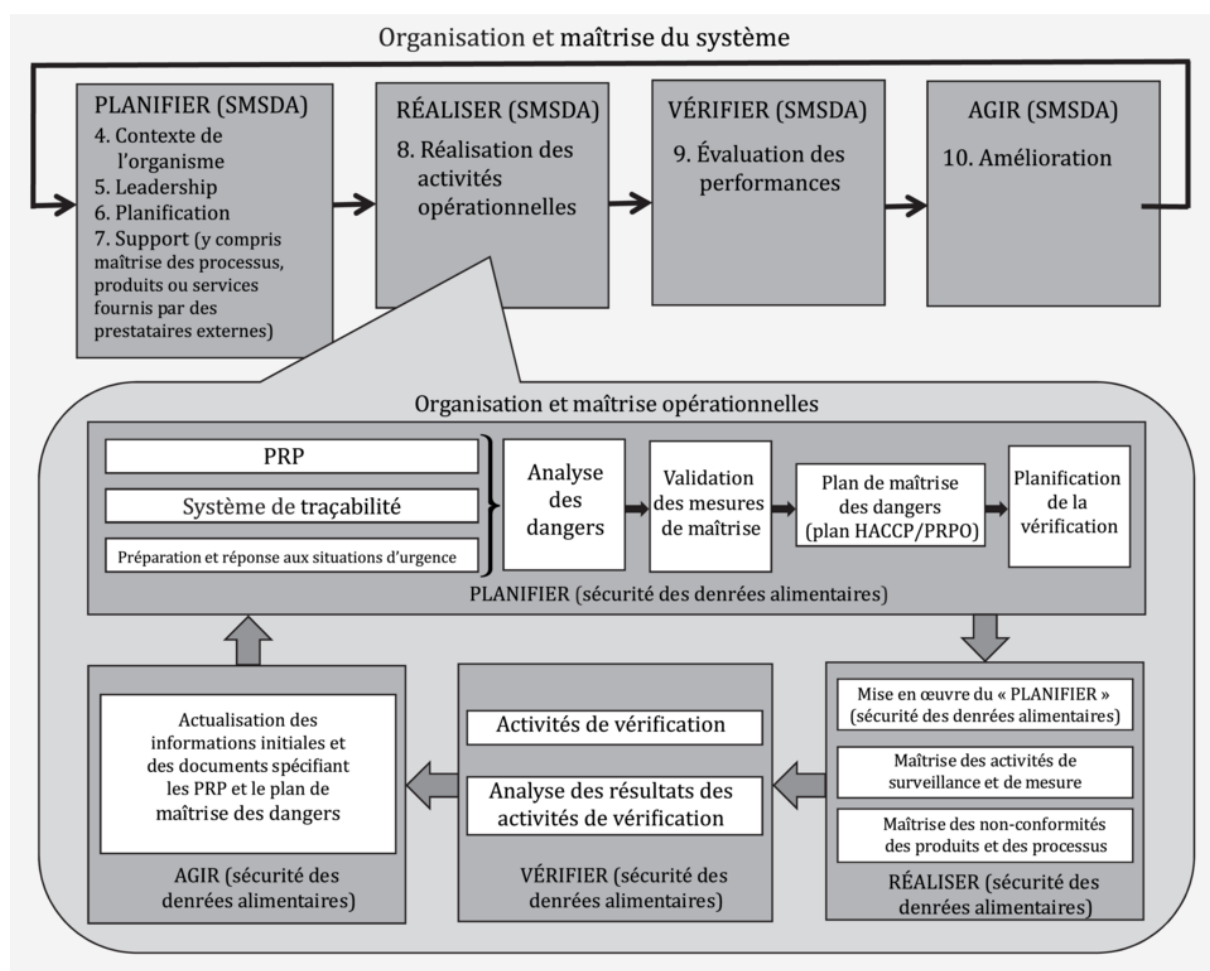 Organisation et maîtrise du système
PLANIFIER (SMSDA)
4. Contexte de
l’organisme
5. Leadership
6. Planification
7. Support (y compris
maîtrise des processus,
produits ou services
fournis par des
prestataires externes)
RÉALISER (SMSDA)
8. Réalisation des
activités
opérationnelles
VÉRIFIER (SMSDA)
9. Évaluation des
performances
AGIR (SMSDA)
10. Amélioration
Organisation et maîtrise opérationnelles
PRP
Système de traçabilité
Préparation et réponse aux situations d’urgence
Analyse
des
dangers
Validation
des mesures
de maîtrise
Plan de maîtrise
des dangers
(plan HACCP/PRPO)
Planification
de la
vérification
PLANIFIER (sécurité des denrées alimentaires)
Mise en œuvre du « PLANIFIER »
(sécurité des denrées alimentaires)
Maîtrise des activités de
surveillance et de mesure
Maîtrise des non-conformités
des produits et des processus
RÉALISER (sécurité des
denrées alimentaires)
Activités de vérification
Analyse des résultats des
activités de vérification
VÉRIFIER (sécurité des
denrées alimentaires)
Actualisation des
informations initiales et
des documents spécifiant
les PRP et le plan de
maîtrise des dangers
AGIR (sécurité des
denrées alimentaires)